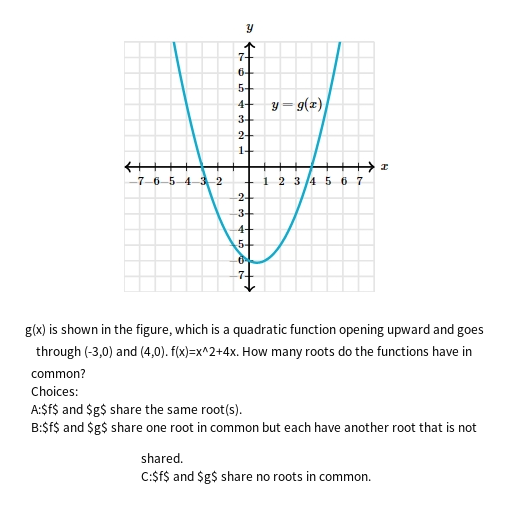 y
7
6
5
4
y = g(x)
3
2
1
x
-7 -6 -5 -4 -3 -2 1 2 3 4 5 6 7
-2
-3
-4
-5
-6
-7
g(x) is shown in the figure, which is a quadratic function opening upward and goes
through (-3,0) and (4,0). f(x)=x^2+4x. How many roots do the functions have in
common?
Choices:
A:$f$ and $g$ share the same root(s).
B:$f$ and $g$ share one root in common but each have another root that is not
shared.
C:$f$ and $g$ share no roots in common.